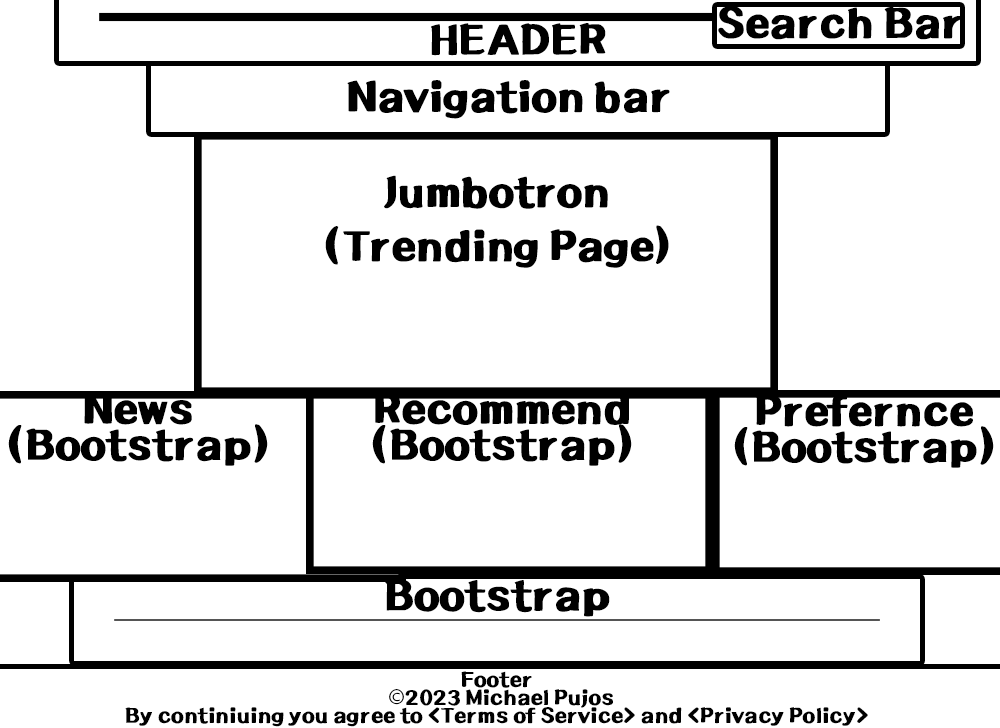 Search Bar
HEADER
Navigation bar
Jumbotron
(Trending Page)
News
(Bootstrap)
Recommend
(Bootstrap)
Prefernce
(Bootstrap)
Bootstrap
Footer
©2023 Michael Pujos
By continiuing you agree to <Terms of Service> and <Privacy Policy>